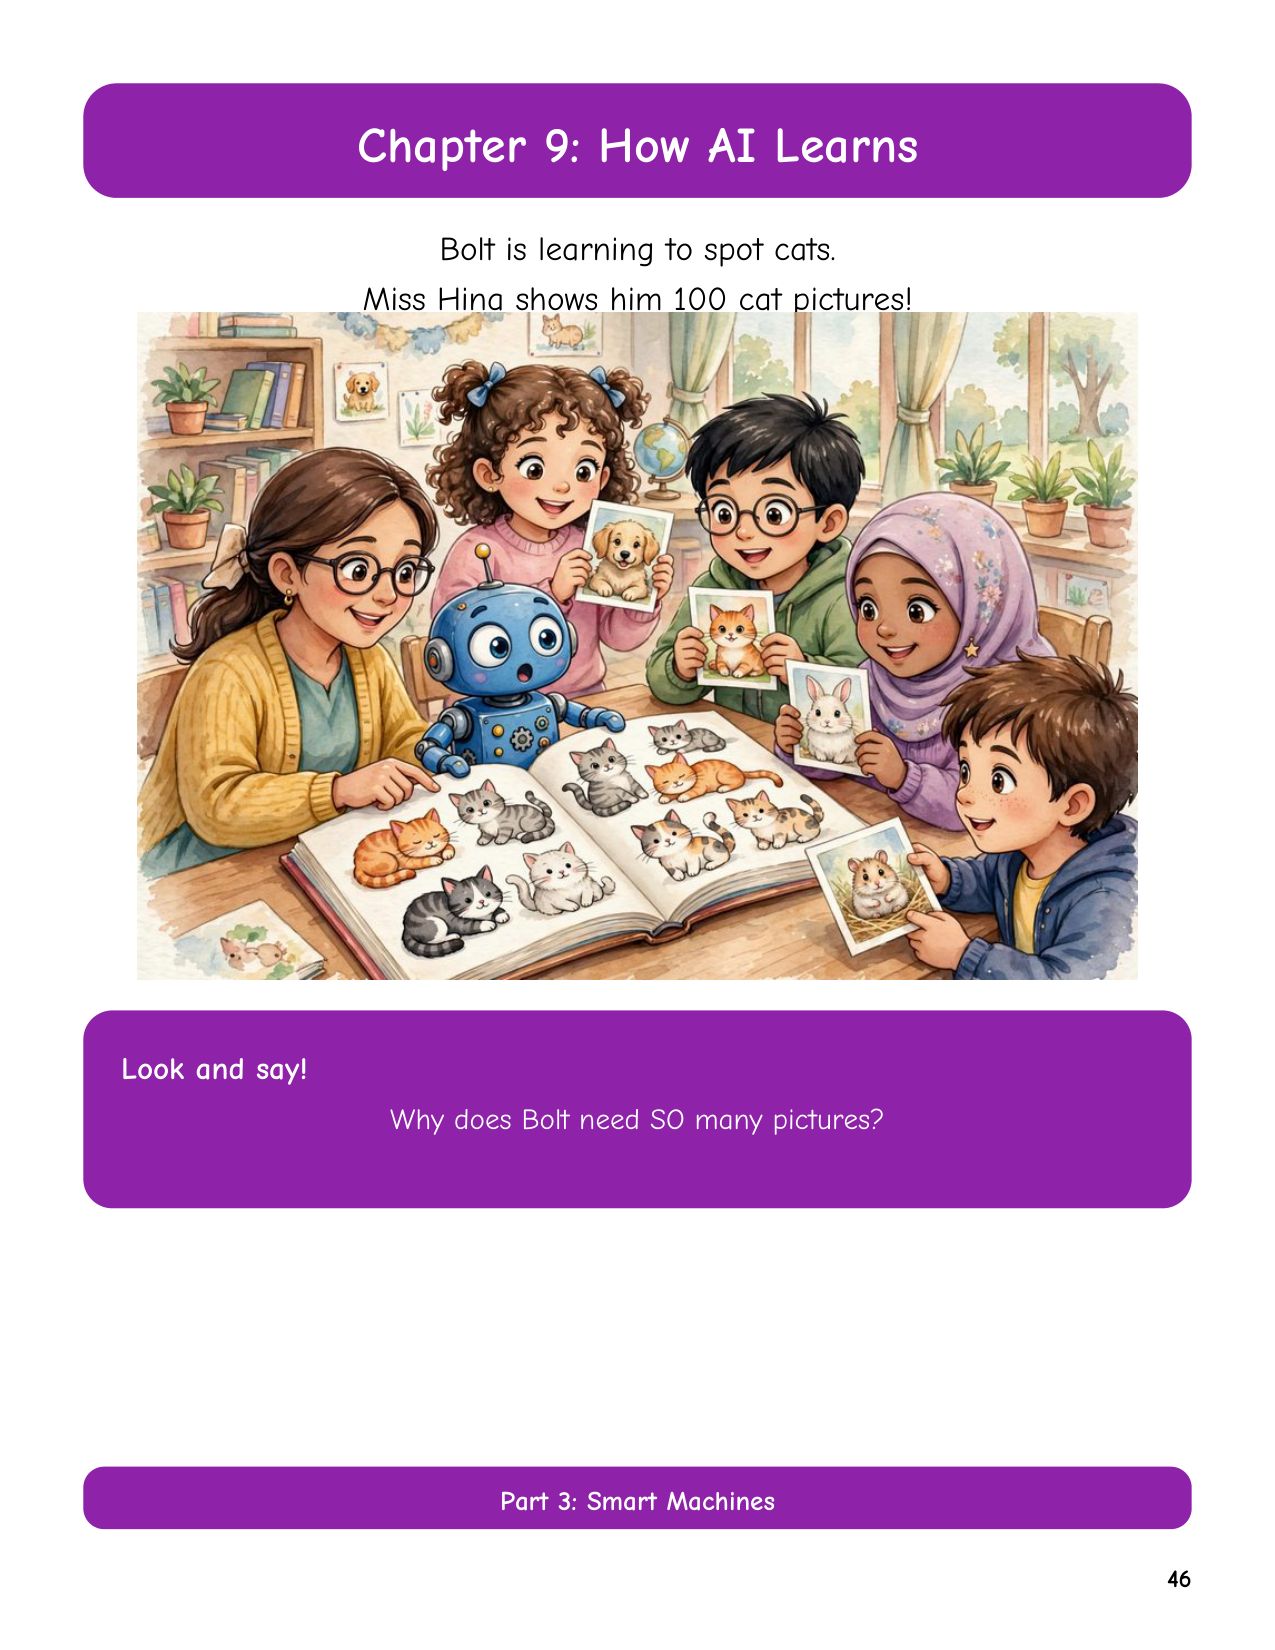 Chapter 9: How AI Learns
Bolt is learning to spot cats.
Miss Hina shows him 100 cat pictures!
Look and say!
Why does Bolt need SO many pictures?
Part 3: Smart Machines
46